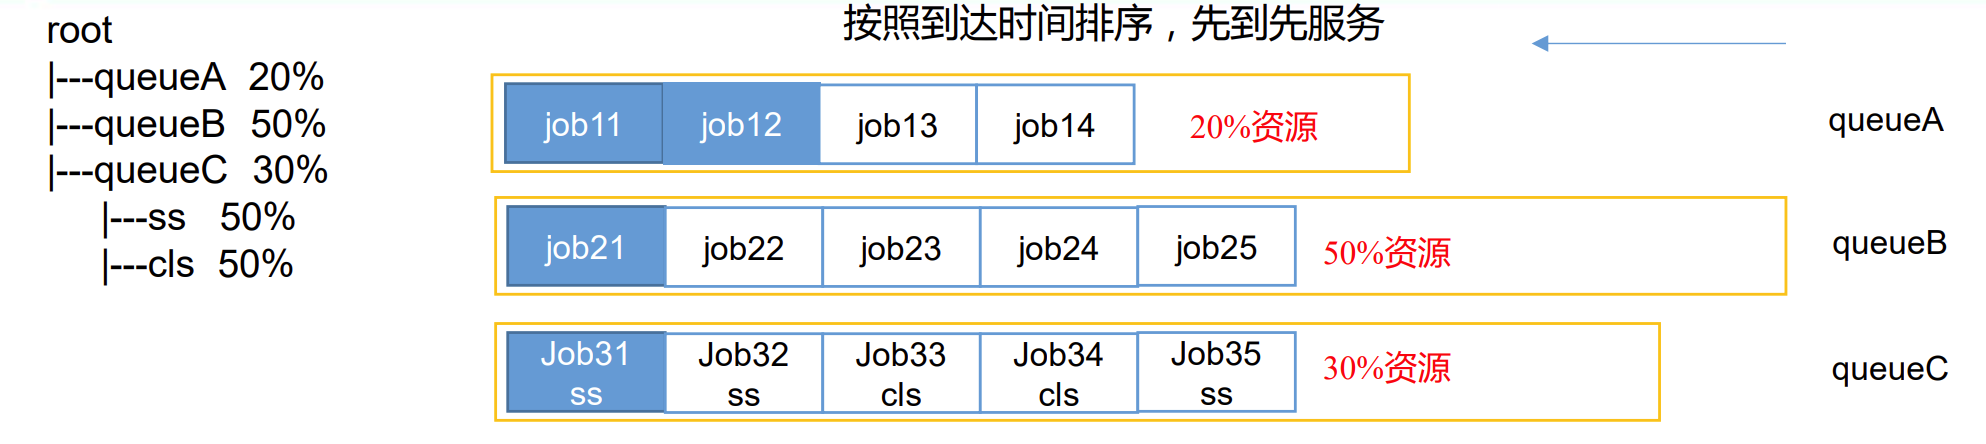 root
|---queueA 20%
|---queueB 50%
|---queueC 30%
|---ss 50%
|---cls 50%
按照到达时间排序，先到先服务
job11 job12 job13 job14 20%资源 queueA
job21 job22 job23 job24 job25 50%资源 queueB
Job31 Job32 Job33 Job34 Job35 30%资源 queueC
ss ss cls cls ss